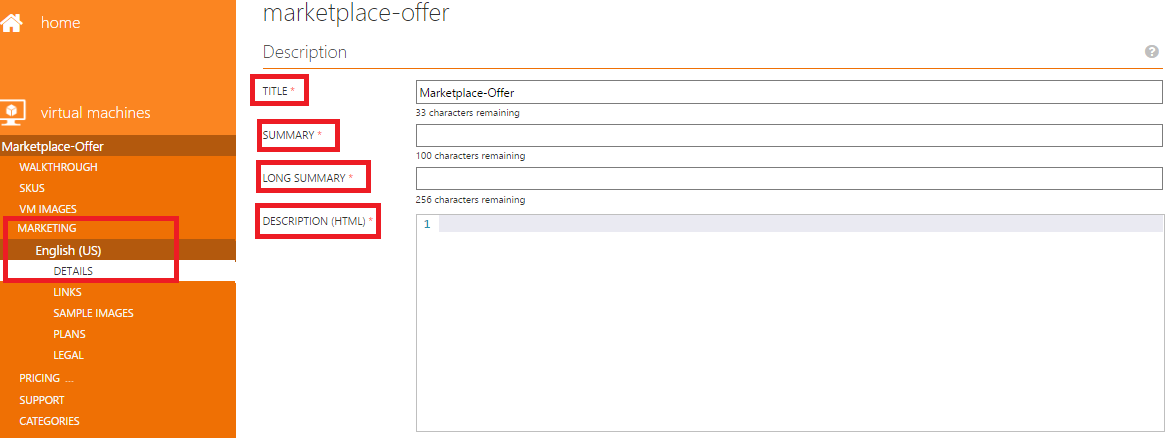 home
virtual machines
Marketplace-Offer
WALKTHROUGH
SKUS
VM IMAGES
MARKETING
English (US)
DETAILS
LINKS
SAMPLE IMAGES
PLANS
LEGAL
PRICING ...
SUPPORT
CATEGORIES
marketplace-offer
Description ?
TITLE * Marketplace-Offer
33 characters remaining
SUMMARY *
100 characters remaining
LONG SUMMARY *
256 characters remaining
DESCRIPTION (HTML) * 1